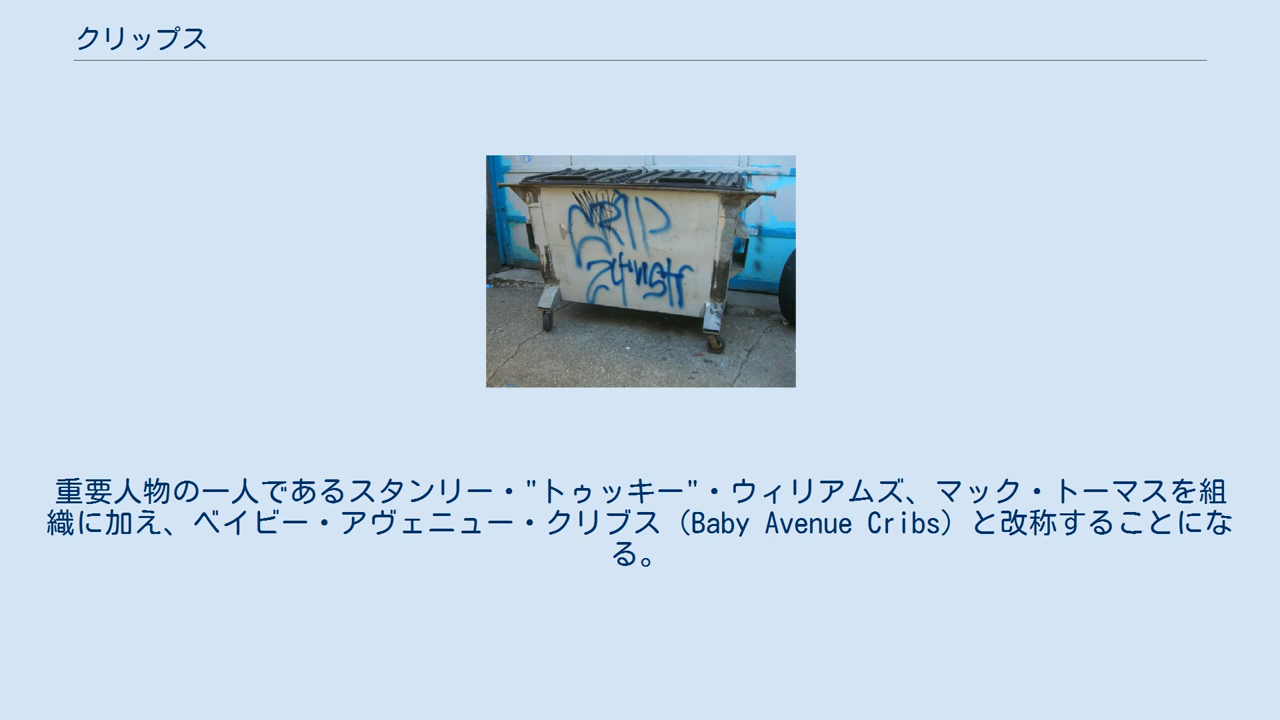 クリップス
CRIP
重要人物の一人であるスタンリー・"トゥッキー"・ウィリアムズ、マック・トーマスを組
織に加え、ベイビー・アヴェニュー・クリブス（Baby Avenue Cribs）と改称することにな
る。